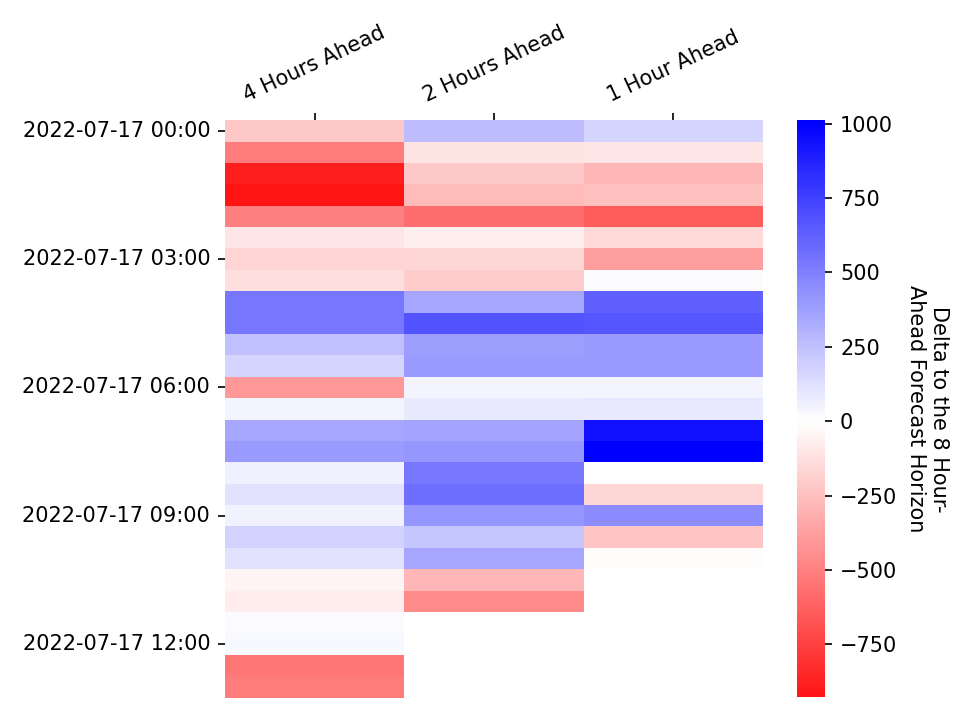 4 Hours Ahead
2 Hours Ahead
1 Hour Ahead
2022-07-17 00:00
2022-07-17 03:00
2022-07-17 06:00
2022-07-17 09:00
2022-07-17 12:00
1000
750
500
250
0
−250
−500
−750
Delta to the 8 Hour-
Ahead Forecast Horizon